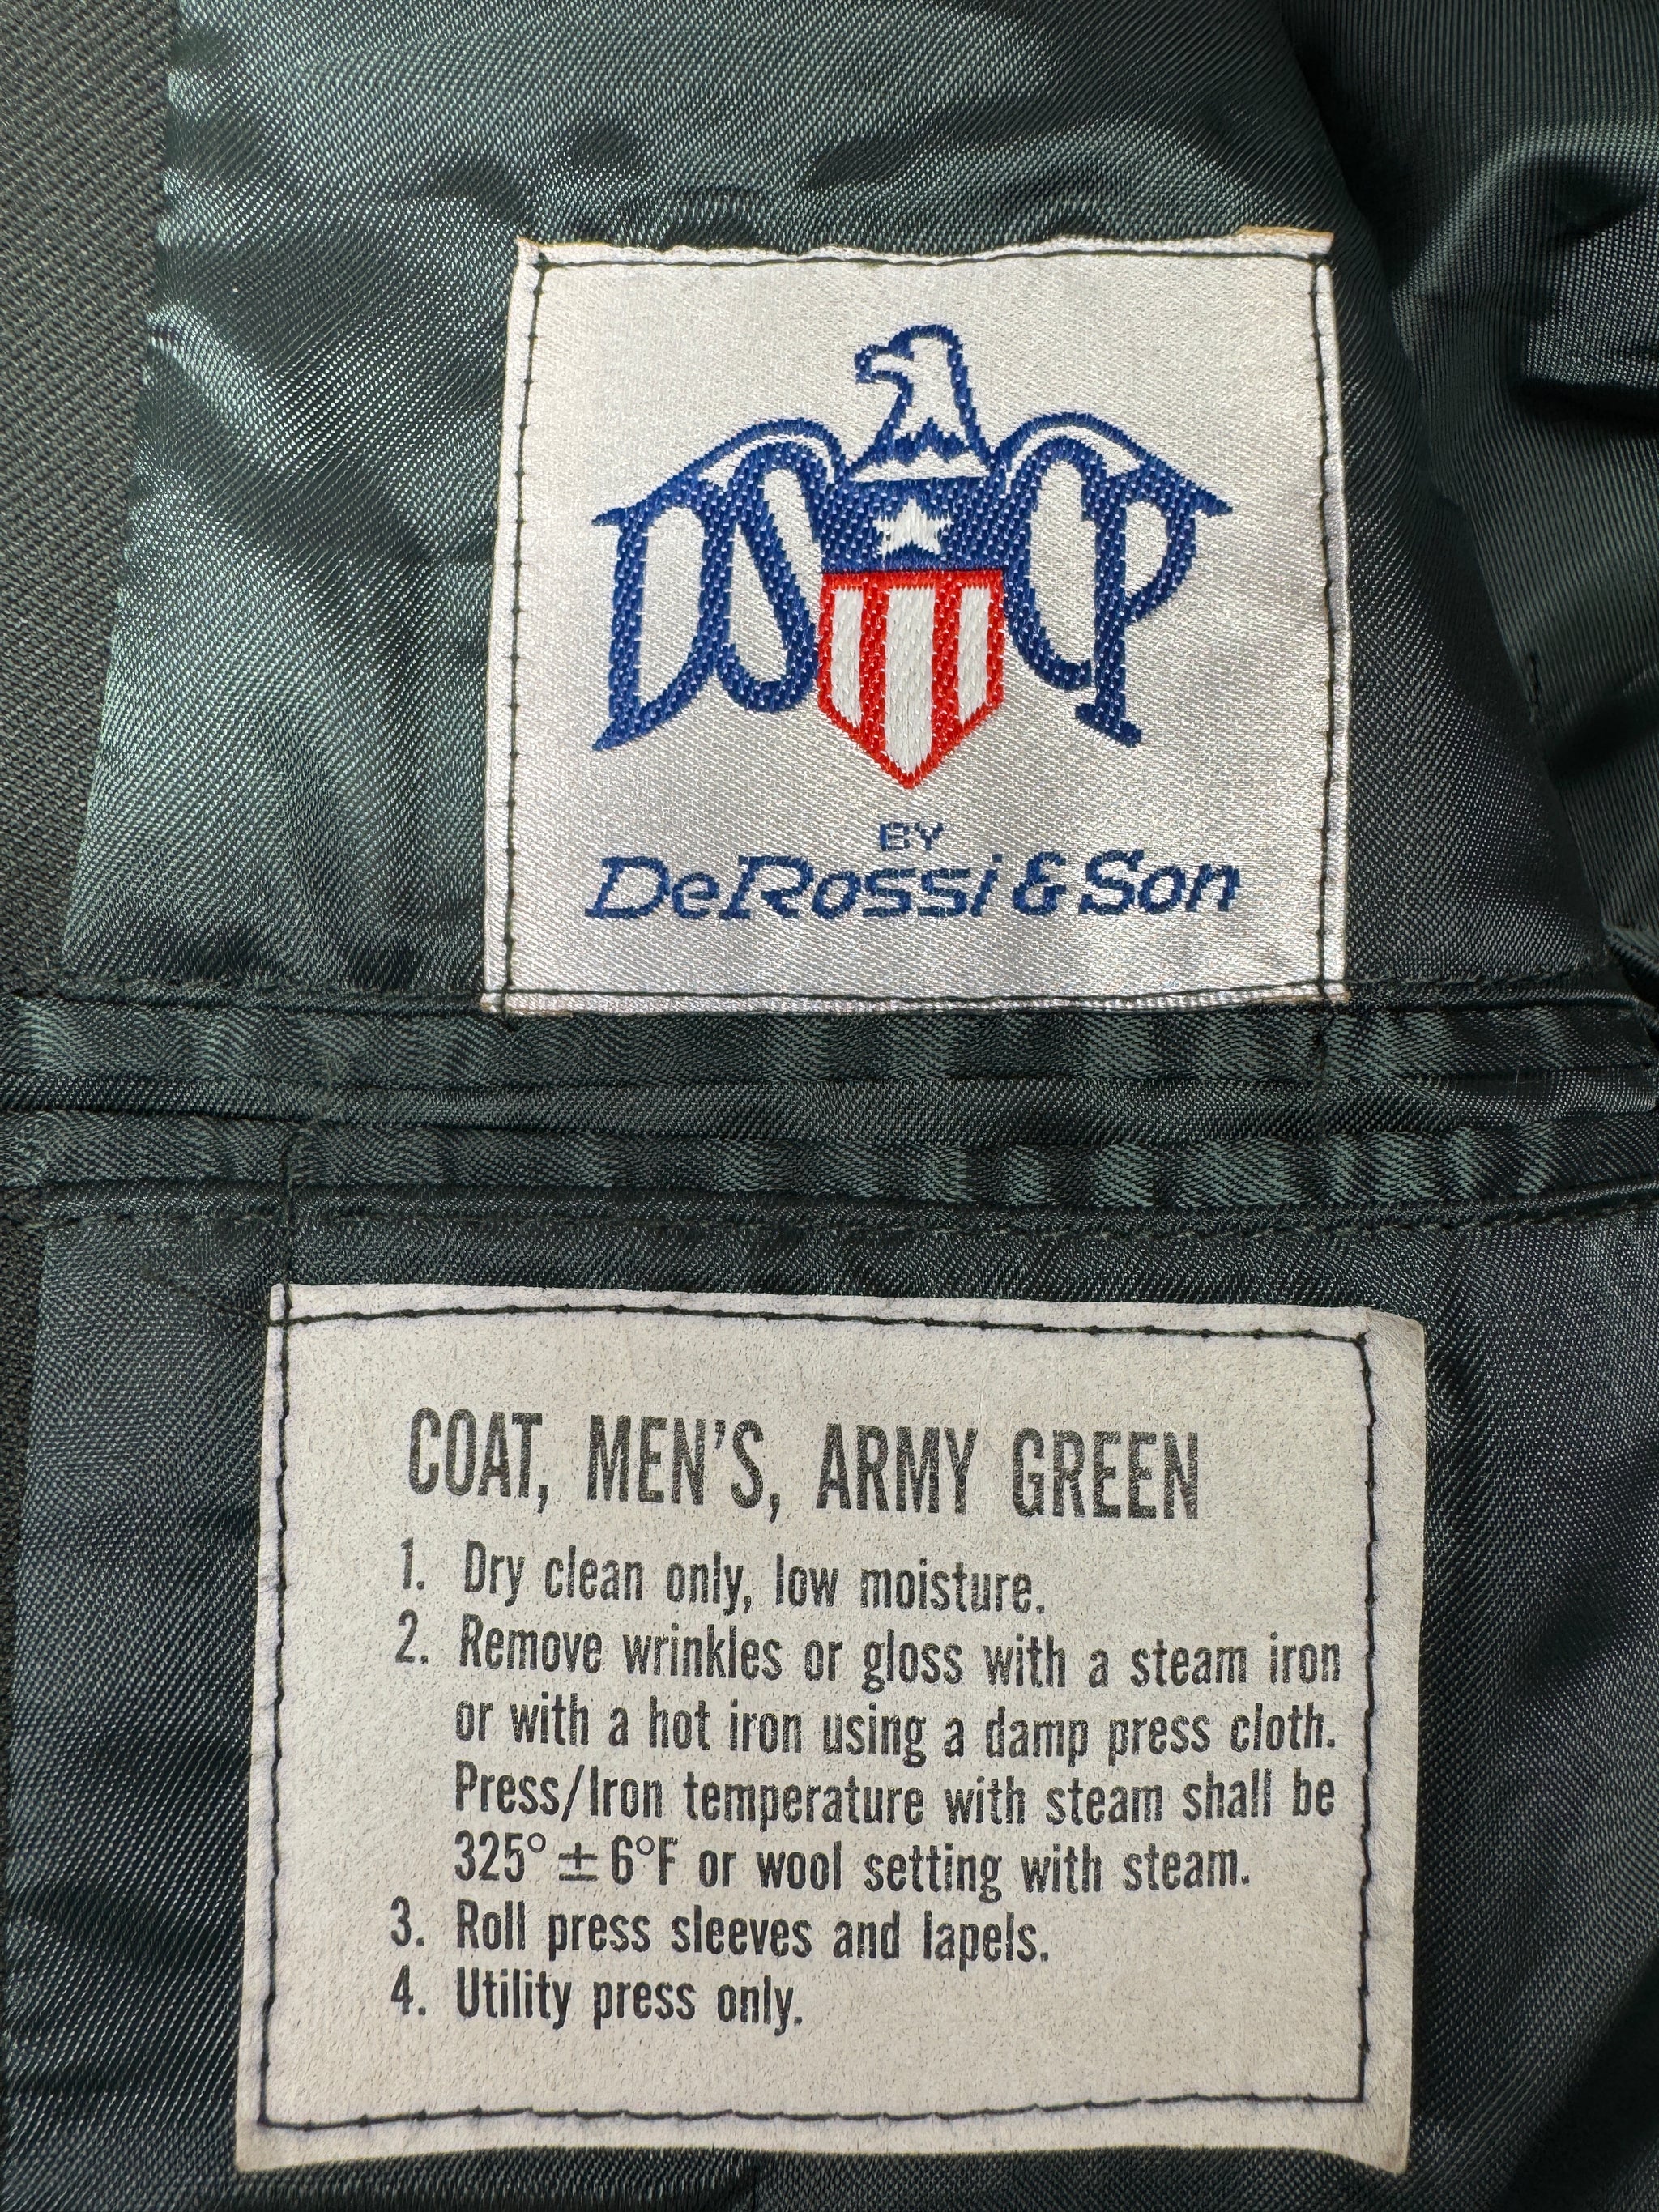 DSCP
BY
DeRossi & Son
COAT, MEN'S, ARMY GREEN
1. Dry clean only, low moisture.
2. Remove wrinkles or gloss with a steam iron
or with a hot iron using a damp press cloth.
Press/Iron temperature with steam shall be
325° ± 6°F or wool setting with steam.
3. Roll press sleeves and lapels.
4. Utility press only.